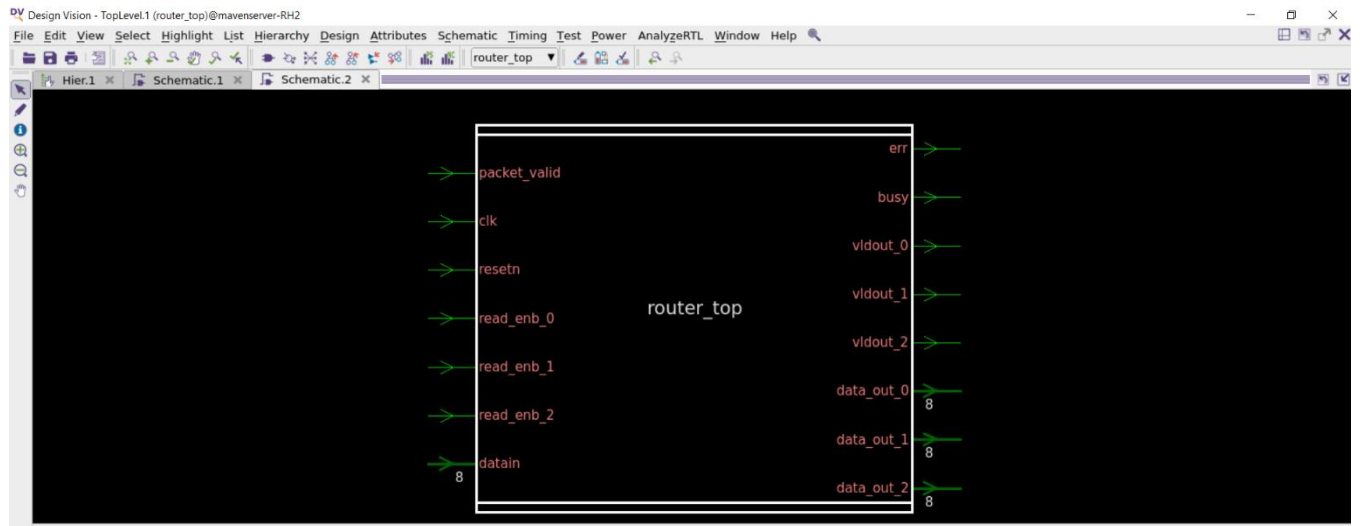 DV Design Vision - TopLevel.1 (router_top)@mavenserver-RH2
File Edit View Select Highlight List Hierarchy Design Attributes Schematic Timing Test Power AnalyzeRTL Window Help
router_top
Hier.1 Schematic.1 Schematic.2
err
packet_valid
busy
clk
vldout_0
resetn
vldout_1
router_top
read_enb_0
vldout_2
read_enb_1
data_out_0
8
read_enb_2
data_out_1
8
datain
8
data_out_2
8